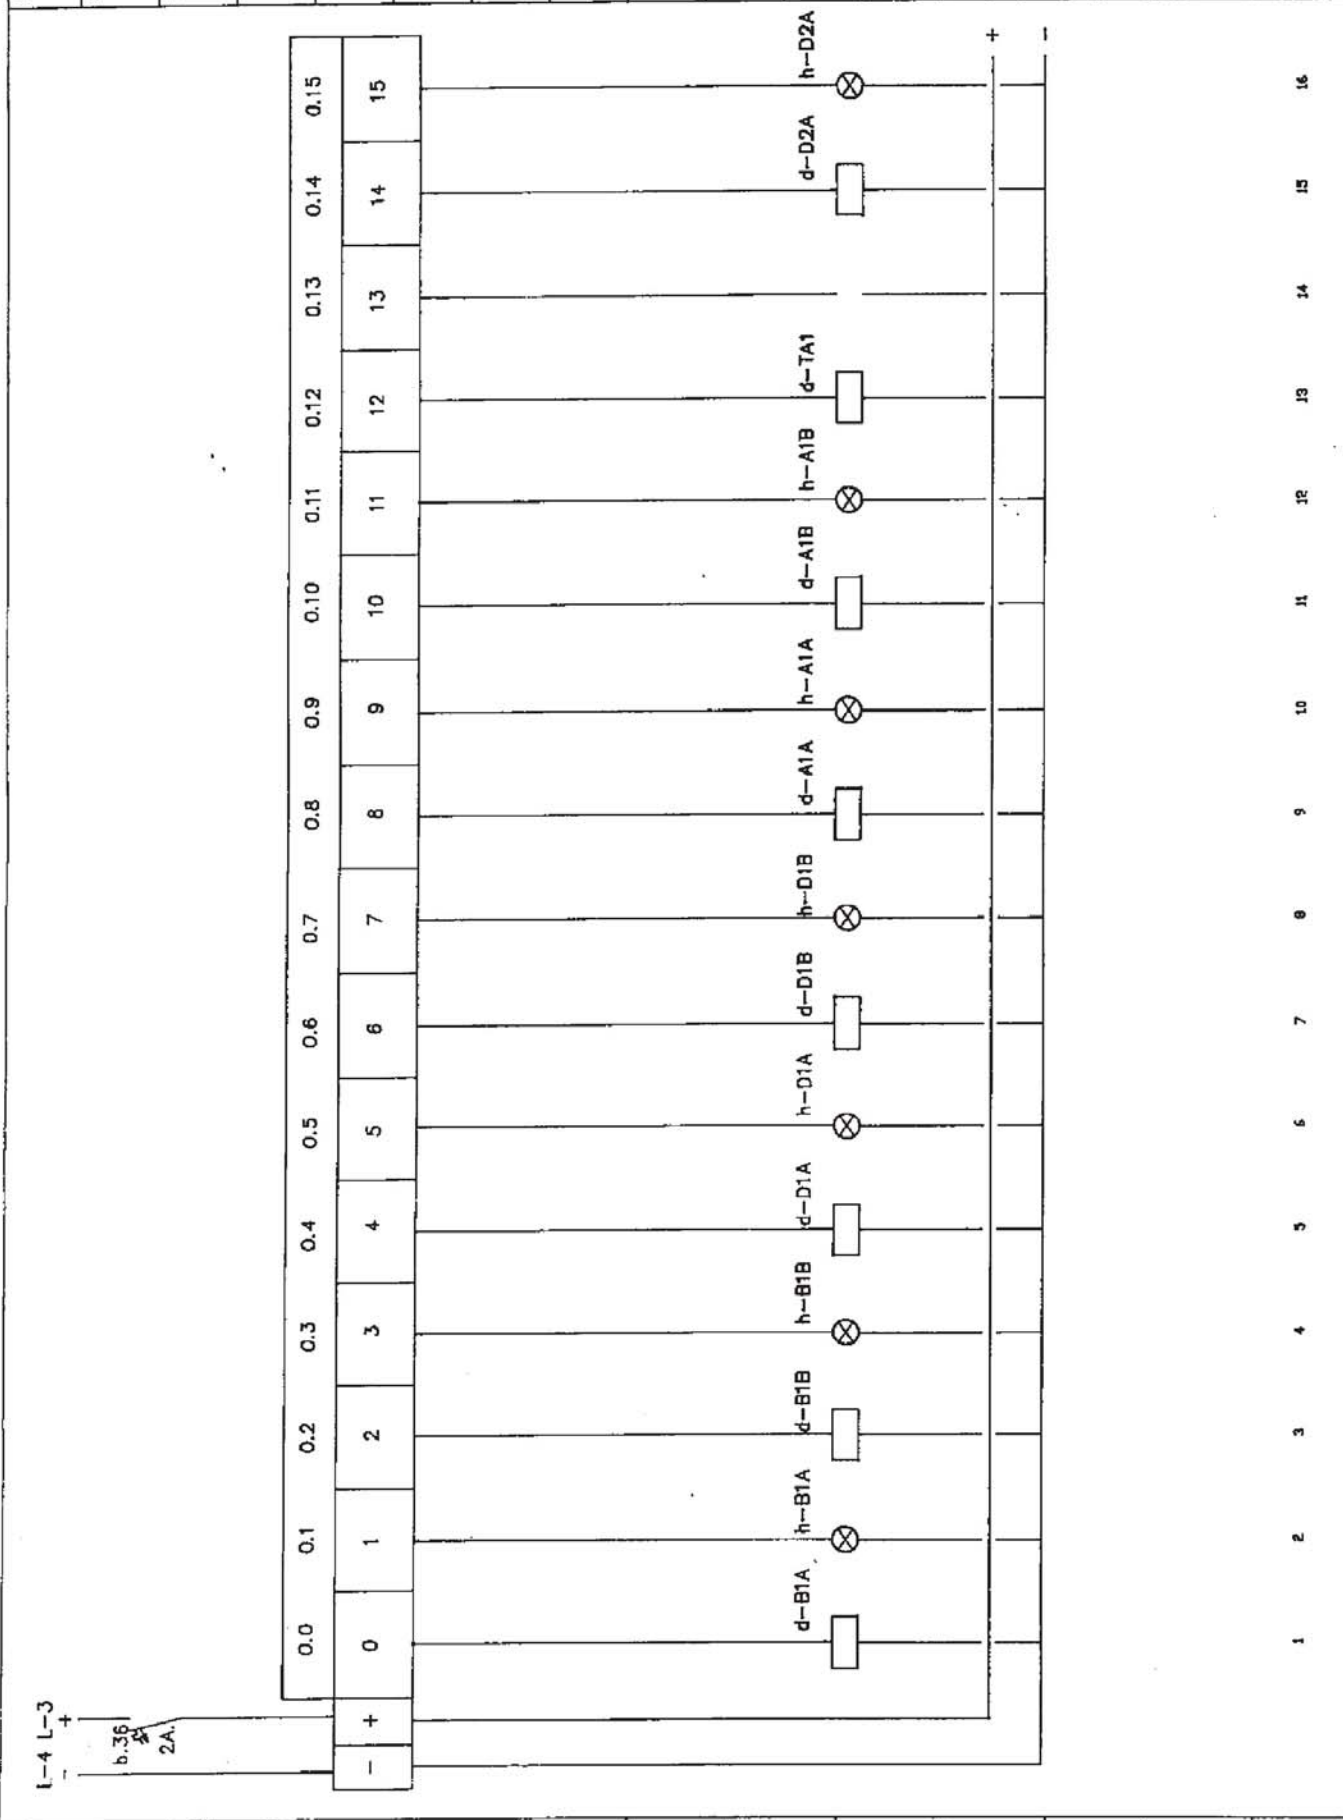 L-4 L-3
- +
b.36
2A.
0.0 0.1 0.2 0.3 0.4 0.5 0.6 0.7 0.8 0.9 0.10 0.11 0.12 0.13 0.14 0.15
- + 0 1 2 3 4 5 6 7 8 9 10 11 12 13 14 15
d-B1A h-B1A d-B1B h-B1B d-D1A h-D1A d-D1B h-D1B d-A1A h-A1A d-A1B h-A1B d-TA1 d-D2A h-D2A
+
-
1 2 3 4 5 6 7 8 9 10 11 12 13 14 15 16